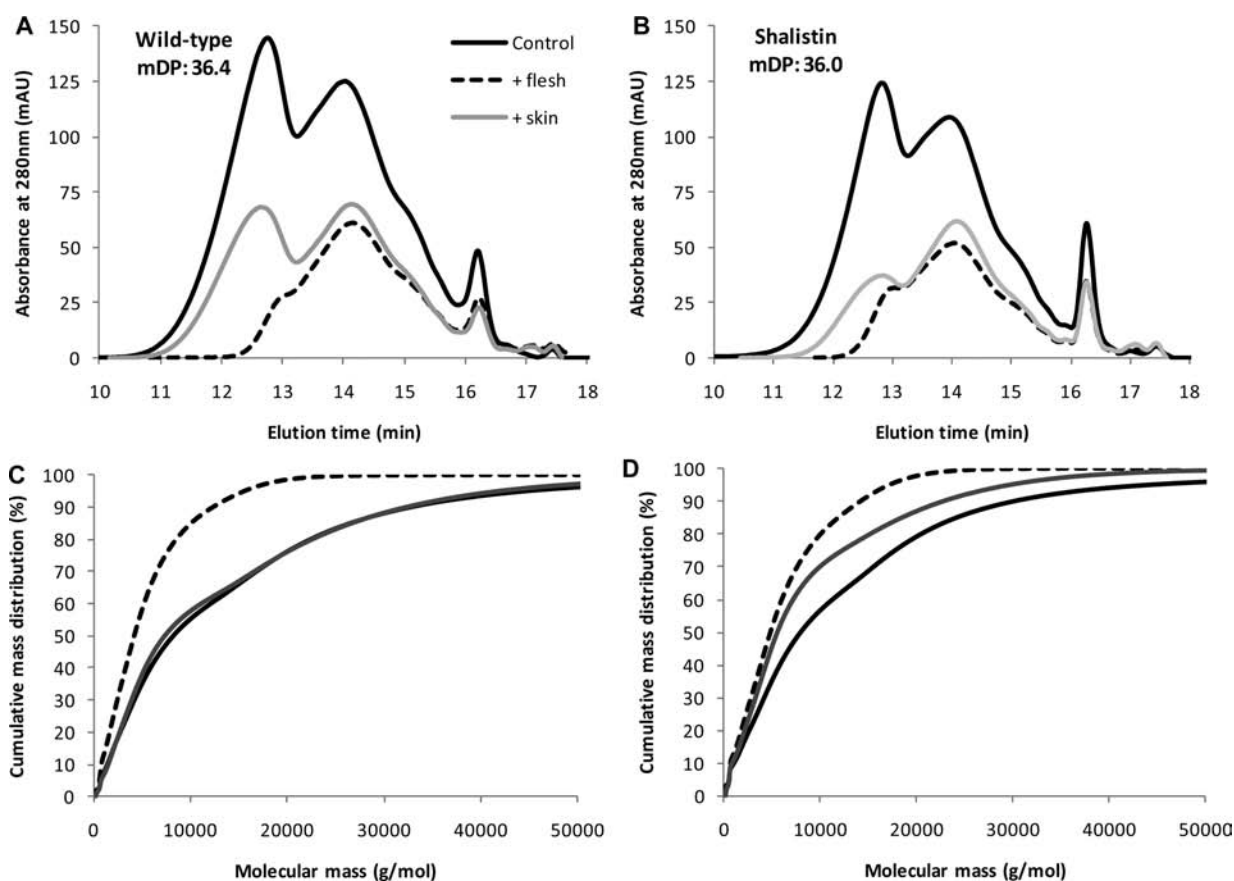 A
Wild-type
mDP: 36.4
Control
+ flesh
+ skin
Absorbance at 280nm (mAU)
150
125
100
75
50
25
0
10 11 12 13 14 15 16 17 18
Elution time (min)
B
Shalistin
mDP: 36.0
Absorbance at 280nm (mAU)
150
125
100
75
50
25
0
10 11 12 13 14 15 16 17 18
Elution time (min)
C
Cumulative mass distribution (%)
100
90
80
70
60
50
40
30
20
10
0
0 10000 20000 30000 40000 50000
Molecular mass (g/mol)
D
Cumulative mass distribution (%)
100
90
80
70
60
50
40
30
20
10
0
0 10000 20000 30000 40000 50000
Molecular mass (g/mol)